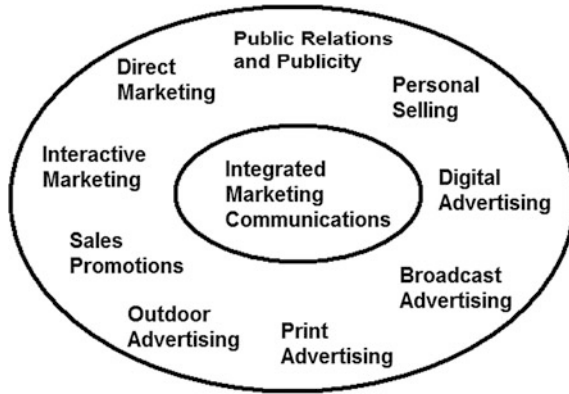 Public Relations
and Publicity
Direct
Marketing
Personal
Selling
Interactive
Marketing
Integrated
Marketing
Communications
Digital
Advertising
Sales
Promotions
Broadcast
Advertising
Outdoor
Advertising
Print
Advertising